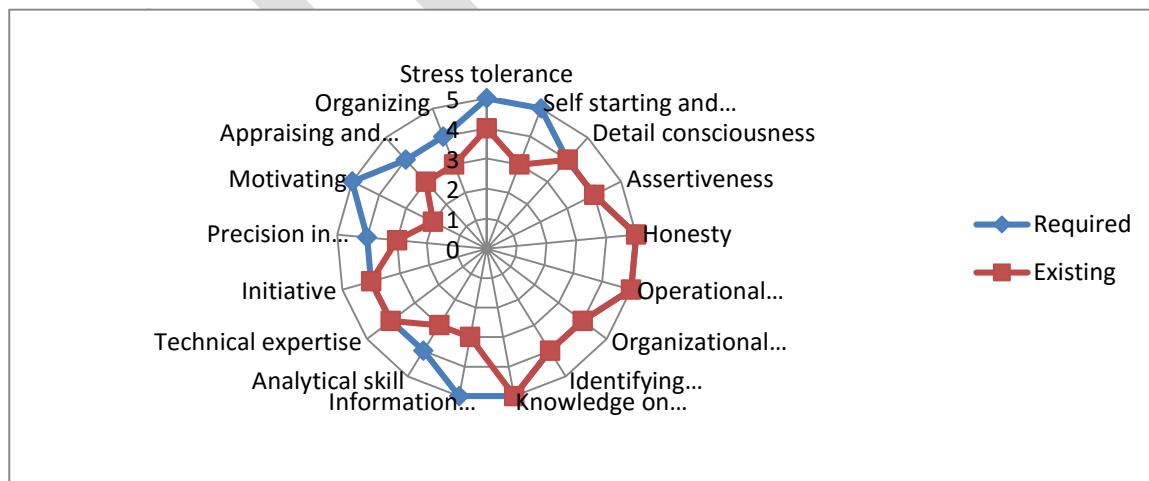 Stress tolerance
Self starting and...
Detail consciousness
Assertiveness
Honesty
Operational...
Organizational...
Identifying...
Knowledge on...
Information...
Analytical skill
Technical expertise
Initiative
Precision in...
Motivating
Appraising and...
Organizing
5
4
3
2
1
0
Required
Existing